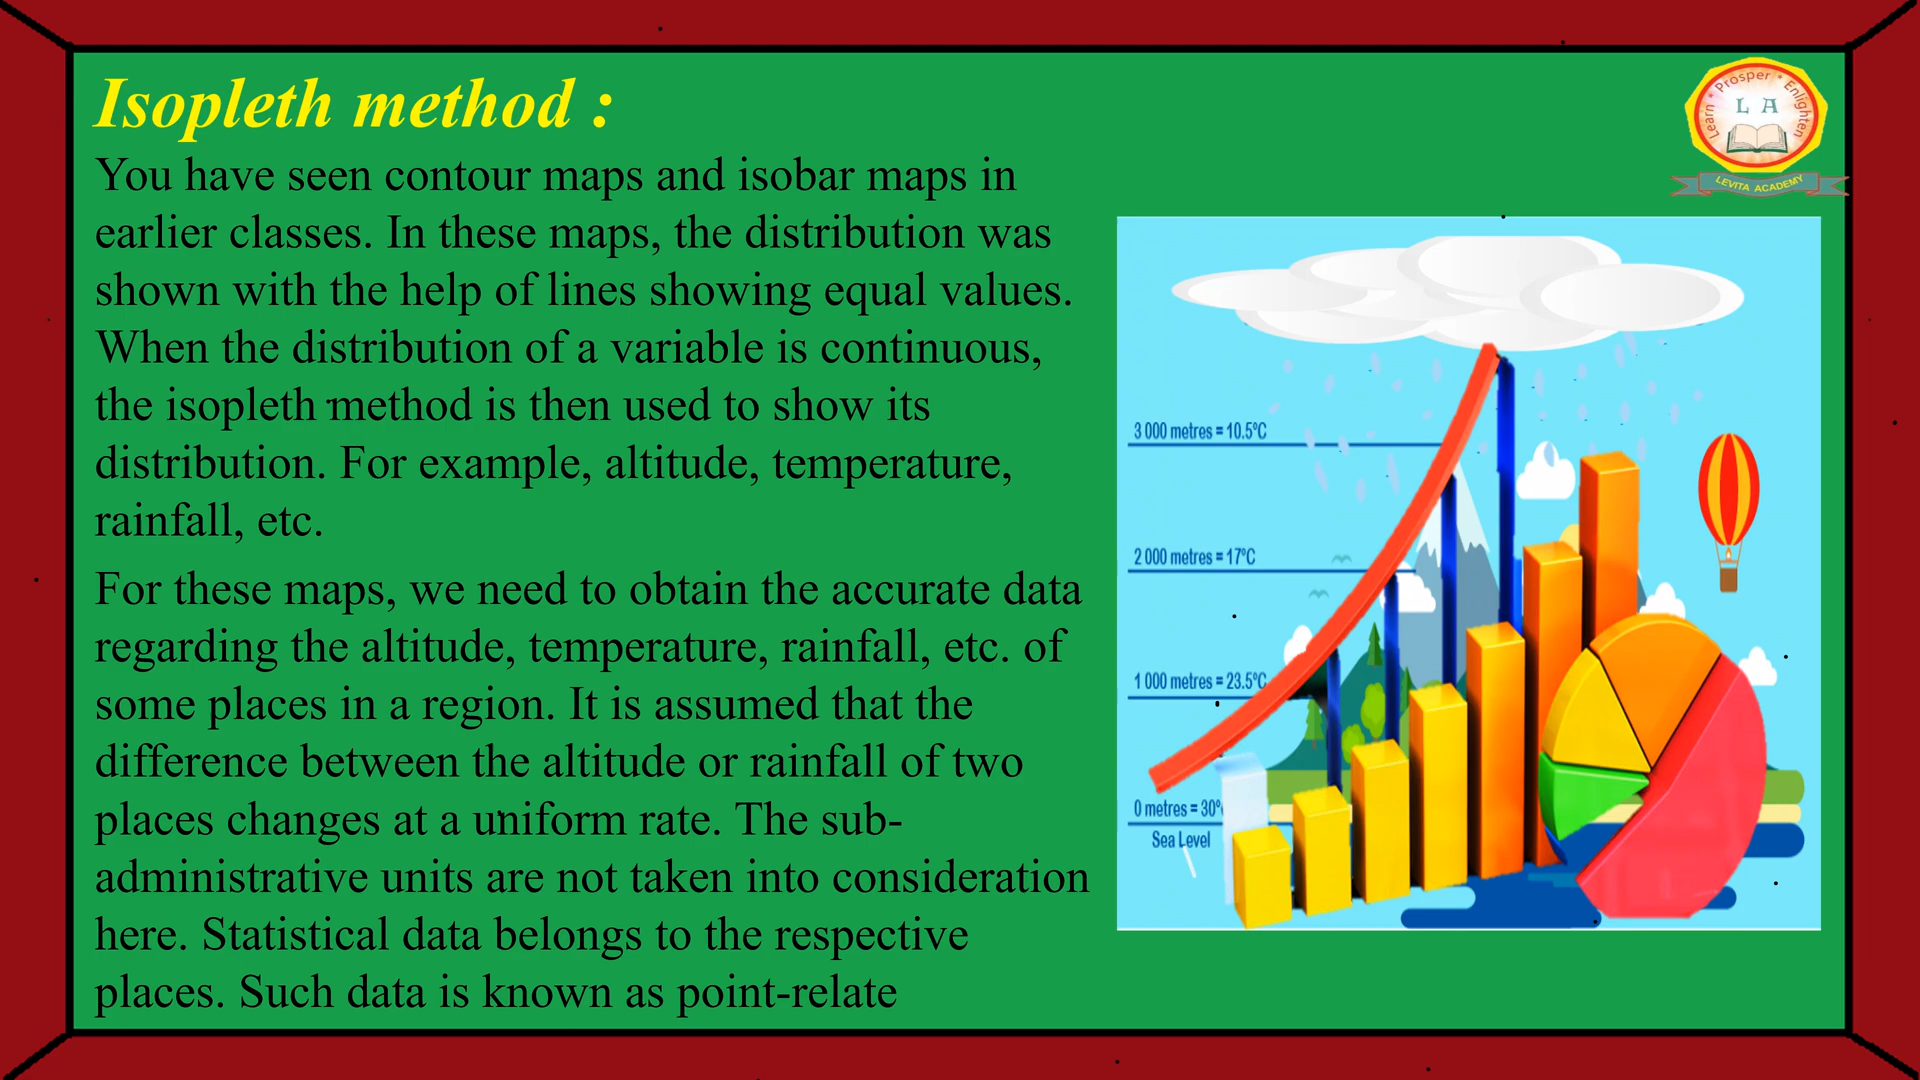 Isopleth method :
You have seen contour maps and isobar maps in
earlier classes. In these maps, the distribution was
shown with the help of lines showing equal values.
When the distribution of a variable is continuous,
the isopleth method is then used to show its
distribution. For example, altitude, temperature,
rainfall, etc.
For these maps, we need to obtain the accurate data
regarding the altitude, temperature, rainfall, etc. of
some places in a region. It is assumed that the
difference between the altitude or rainfall of two
places changes at a uniform rate. The sub-
administrative units are not taken into consideration
here. Statistical data belongs to the respective
places. Such data is known as point-relate
Learn * Prosper * Enlighten
L A
LEVITA ACADEMY
3 000 metres = 10.5ºC
2 000 metres = 17ºC
1 000 metres = 23.5ºC
0 metres = 30º
Sea Level